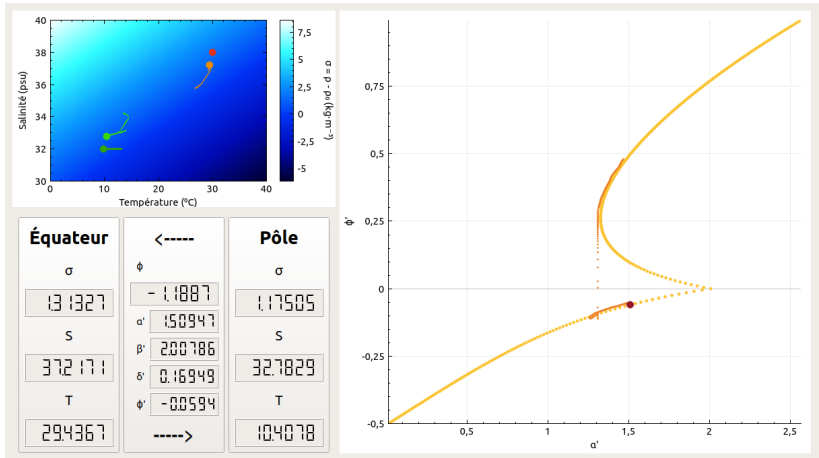 40
39
38
36
34
33
32
30
0
10
20
30
40
Salinité (psu)
Température (ºC)
7,5
5
2,5
0
-2,5
-5
σ = ρ - ρ₀ (kg·m⁻³)
Équateur
σ
1.31327
S
37.2171
T
29.4367
<-----
ϕ
-1.1887
α' 1.50947
β' 2.00786
δ' 0.16949
ϕ' -0.0594
----->
Pôle
σ
1.17505
S
32.7829
T
10.4078
0,75
0,5
0,25
0
-0,25
-0,5
ϕ'
0,5
1
1,5
2
2,5
α'